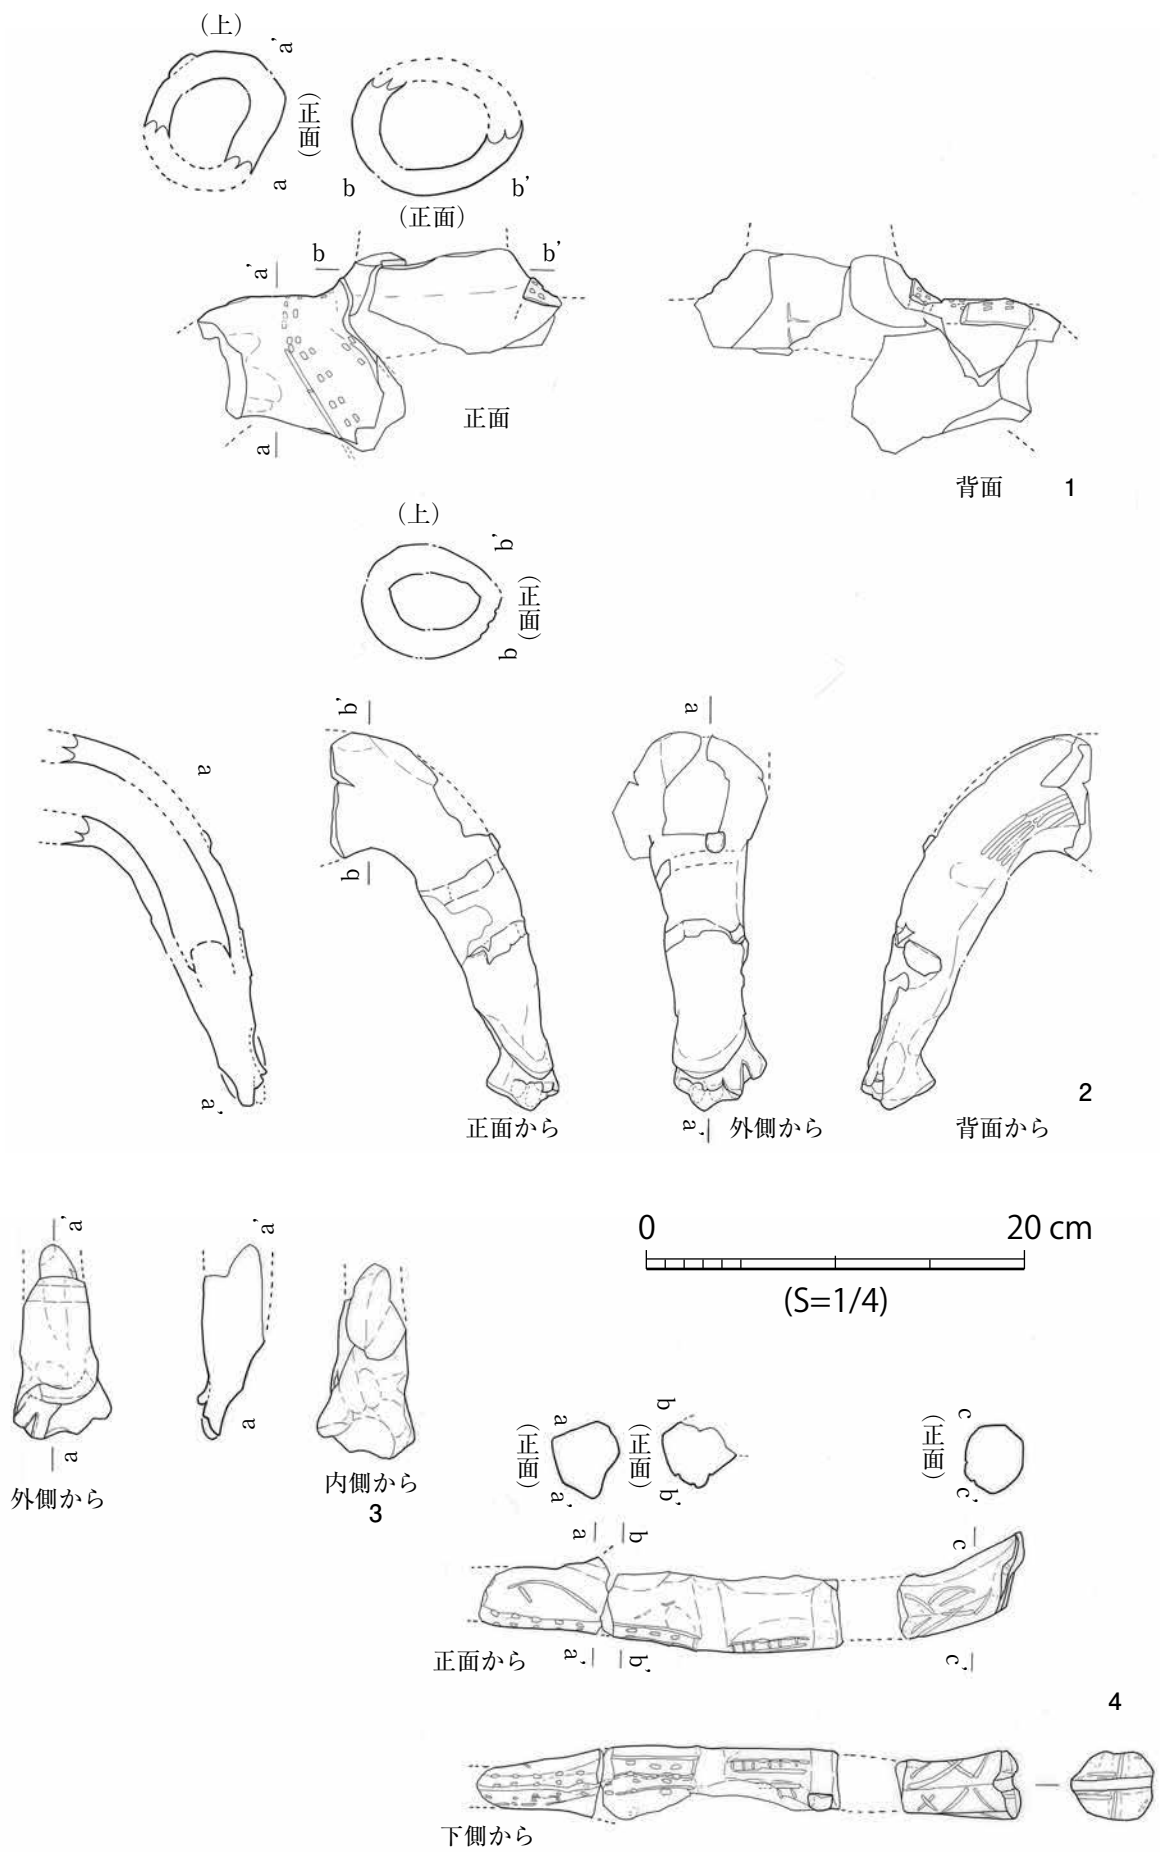 （上）
a'
（正面）
a
b
b'
（正面）
b
b'
a'
a
正面
背面
1
（上）
b'
（正面）
b
a
a'
b'
b
正面から
a
a'
外側から
背面から
2
a'
a
外側から
a'
a
内側から
3
0
20 cm
(S=1/4)
a
（正面）
a'
b
（正面）
b'
c
（正面）
c'
a
b
c
正面から
a'
b'
c'
4
下側から